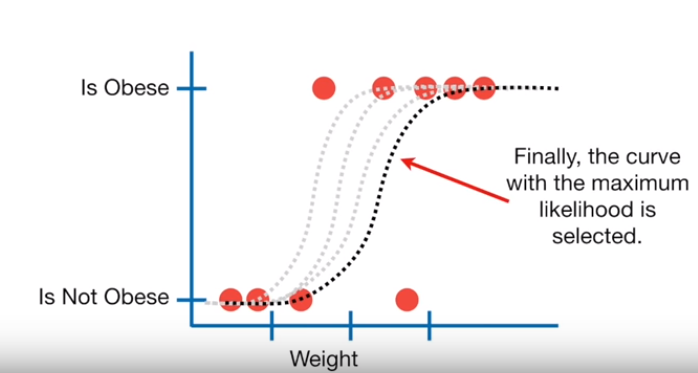 Is Obese
Finally, the curve
with the maximum
likelihood is
selected.
Is Not Obese
Weight